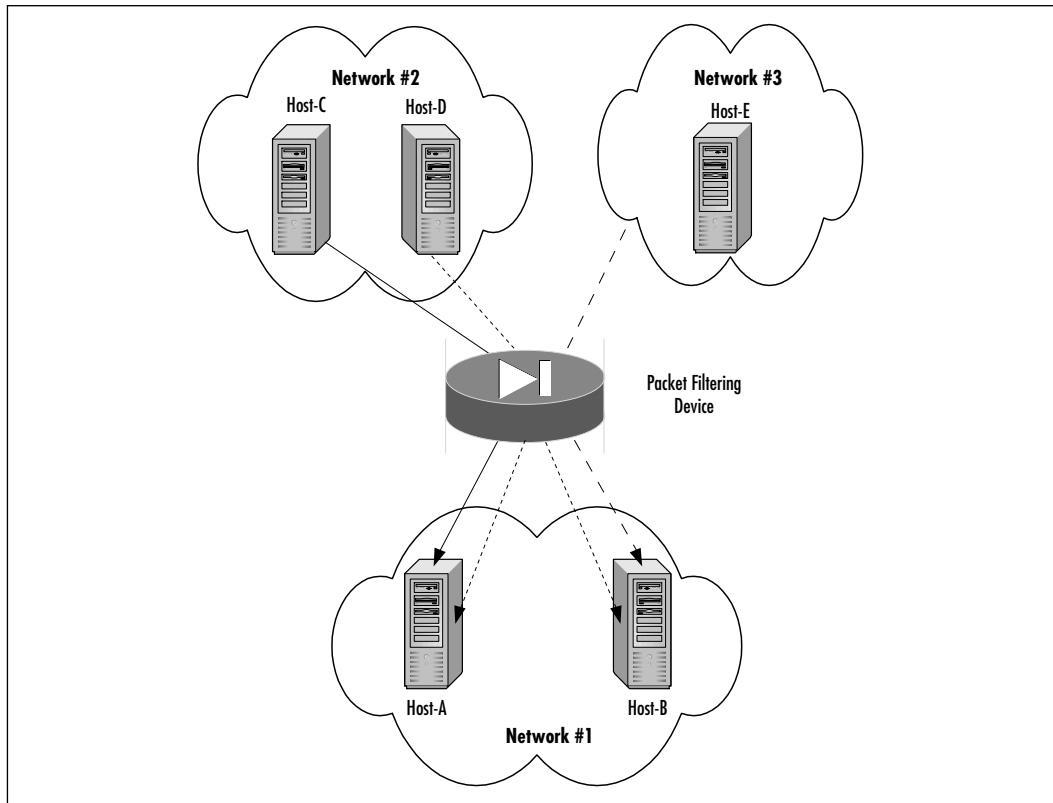 Network #2
Network #3
Host-C
Host-D
Host-E
Packet Filtering
Device
Host-A
Host-B
Network #1